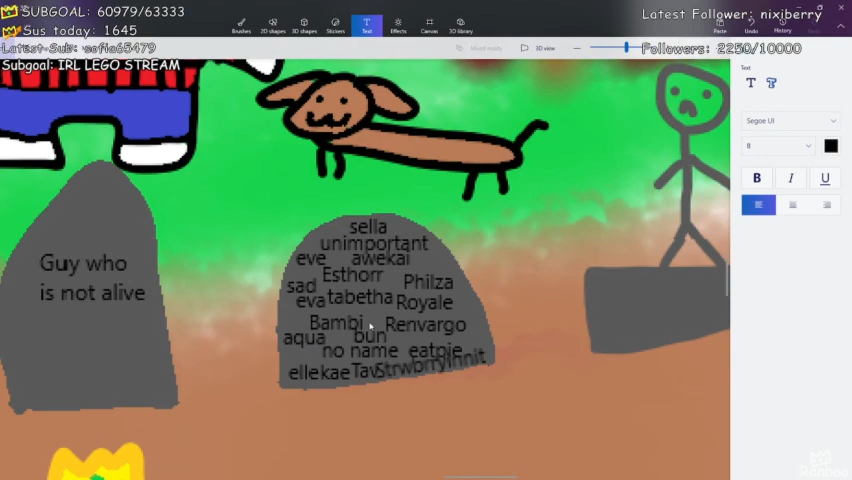 SUBGOAL: 60979/63333
Sus today: 1645
Latest Sub: sofia65479
Subgoal: IRL LEGO STREAM
Brushes 2D shapes 3D shapes Stickers Text Effects Canvas 3D library
Paste Undo History
Latest Follower: nixiberry
Followers: 2250/10000
3D view
Text
Segoe UI
8
B I U
Guy who
is not alive
sella
unimportant
eve awekai
Esthorr
sad Philza
eva tabetha Royale
Bambi Renvargo
aqua bun
no name eatpie
ellekae Tav
Ranboo